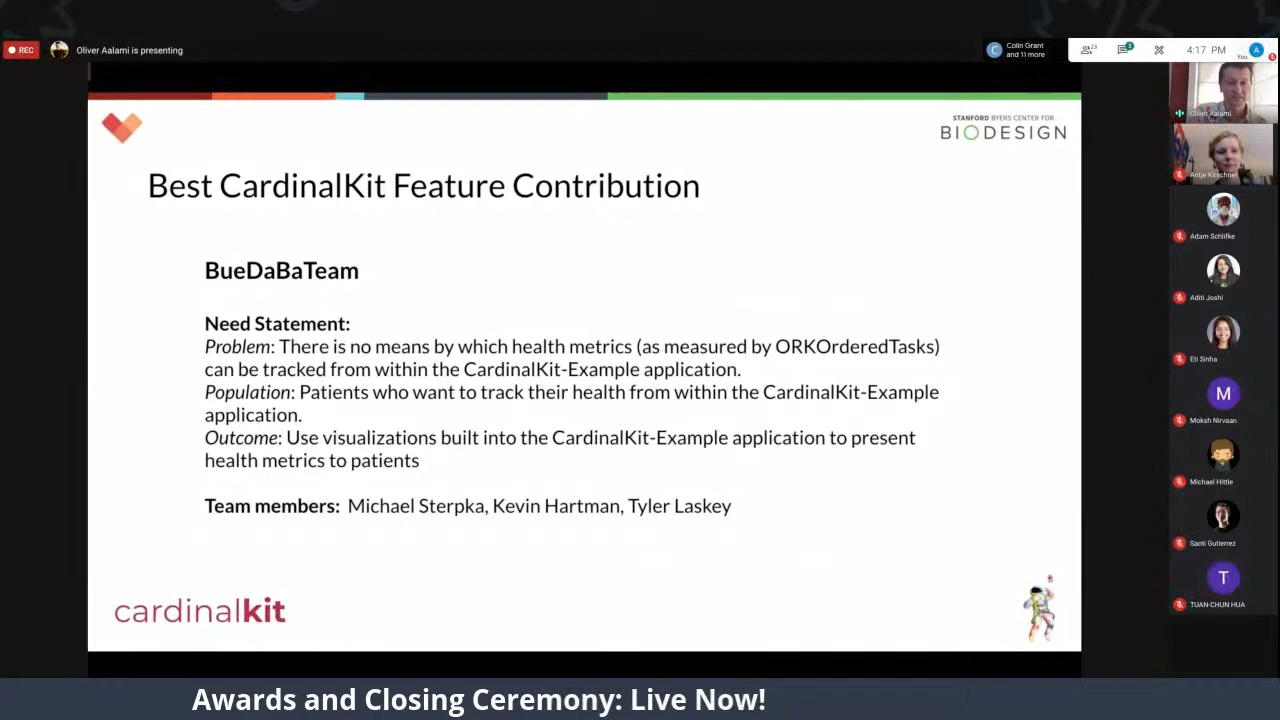 REC
Oliver Aalami is presenting
Colin Grant
and 11 more
23
4:17 PM
A
You
C
STANFORD BYERS CENTER FOR
BIODESIGN
Best CardinalKit Feature Contribution
BueDaBaTeam
Need Statement:
Problem: There is no means by which health metrics (as measured by ORKOrderedTasks)
can be tracked from within the CardinalKit-Example application.
Population: Patients who want to track their health from within the CardinalKit-Example
application.
Outcome: Use visualizations built into the CardinalKit-Example application to present
health metrics to patients
Team members: Michael Sterpka, Kevin Hartman, Tyler Laskey
cardinalkit
Oliver Aalami
Antje Kirschner
Adam Schlifke
Aditi Joshi
Eti Sinha
M
Moksh Nirvaan
Michael Hittle
Santi Gutierrez
T
TUAN-CHUN HUA
Awards and Closing Ceremony: Live Now!